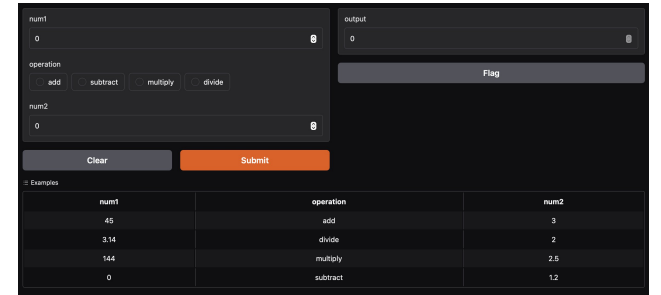 num1
0
operation
add subtract multiply divide
num2
0
Clear Submit
output
0
Flag
Examples
num1 operation num2
45 add 3
3.14 divide 2
144 multiply 2.5
0 subtract 1.2